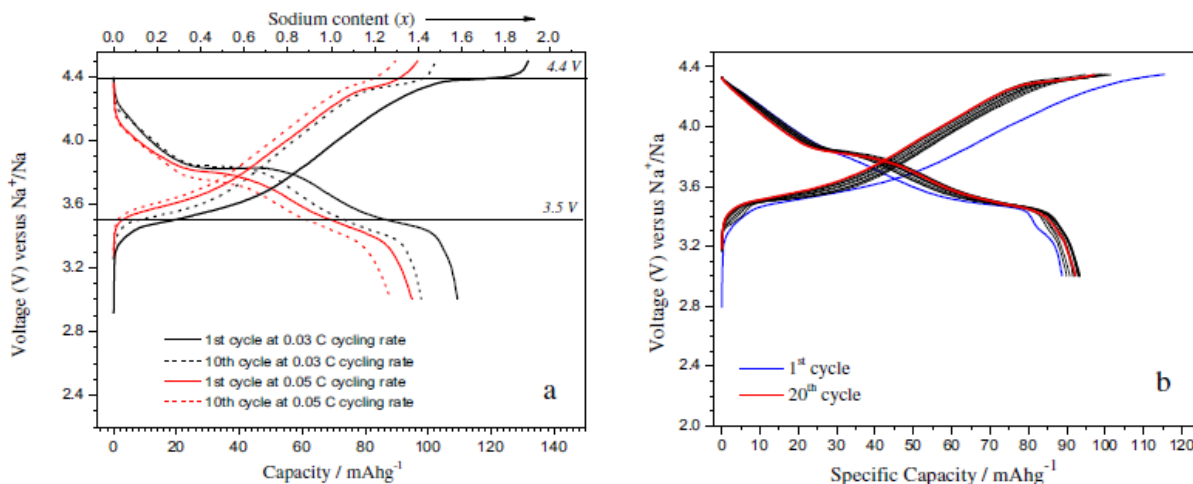 Sodium content (x)
0.0 0.2 0.4 0.6 0.8 1.0 1.2 1.4 1.6 1.8 2.0
4.4 V
3.5 V
4.4
4.0
3.6
3.2
2.8
2.4
Voltage (V) versus Na⁺/Na
1st cycle at 0.03 C cycling rate
10th cycle at 0.03 C cycling rate
1st cycle at 0.05 C cycling rate
10th cycle at 0.05 C cycling rate
a
0 20 40 60 80 100 120 140
Capacity / mAhg⁻¹
b
4.4
4.0
3.6
3.2
2.8
2.4
2.0
Voltage (V) versus Na⁺/Na
1ˢᵗ cycle
20ᵗʰ cycle
0 10 20 30 40 50 60 70 80 90 100 110 120
Specific Capacity / mAhg⁻¹